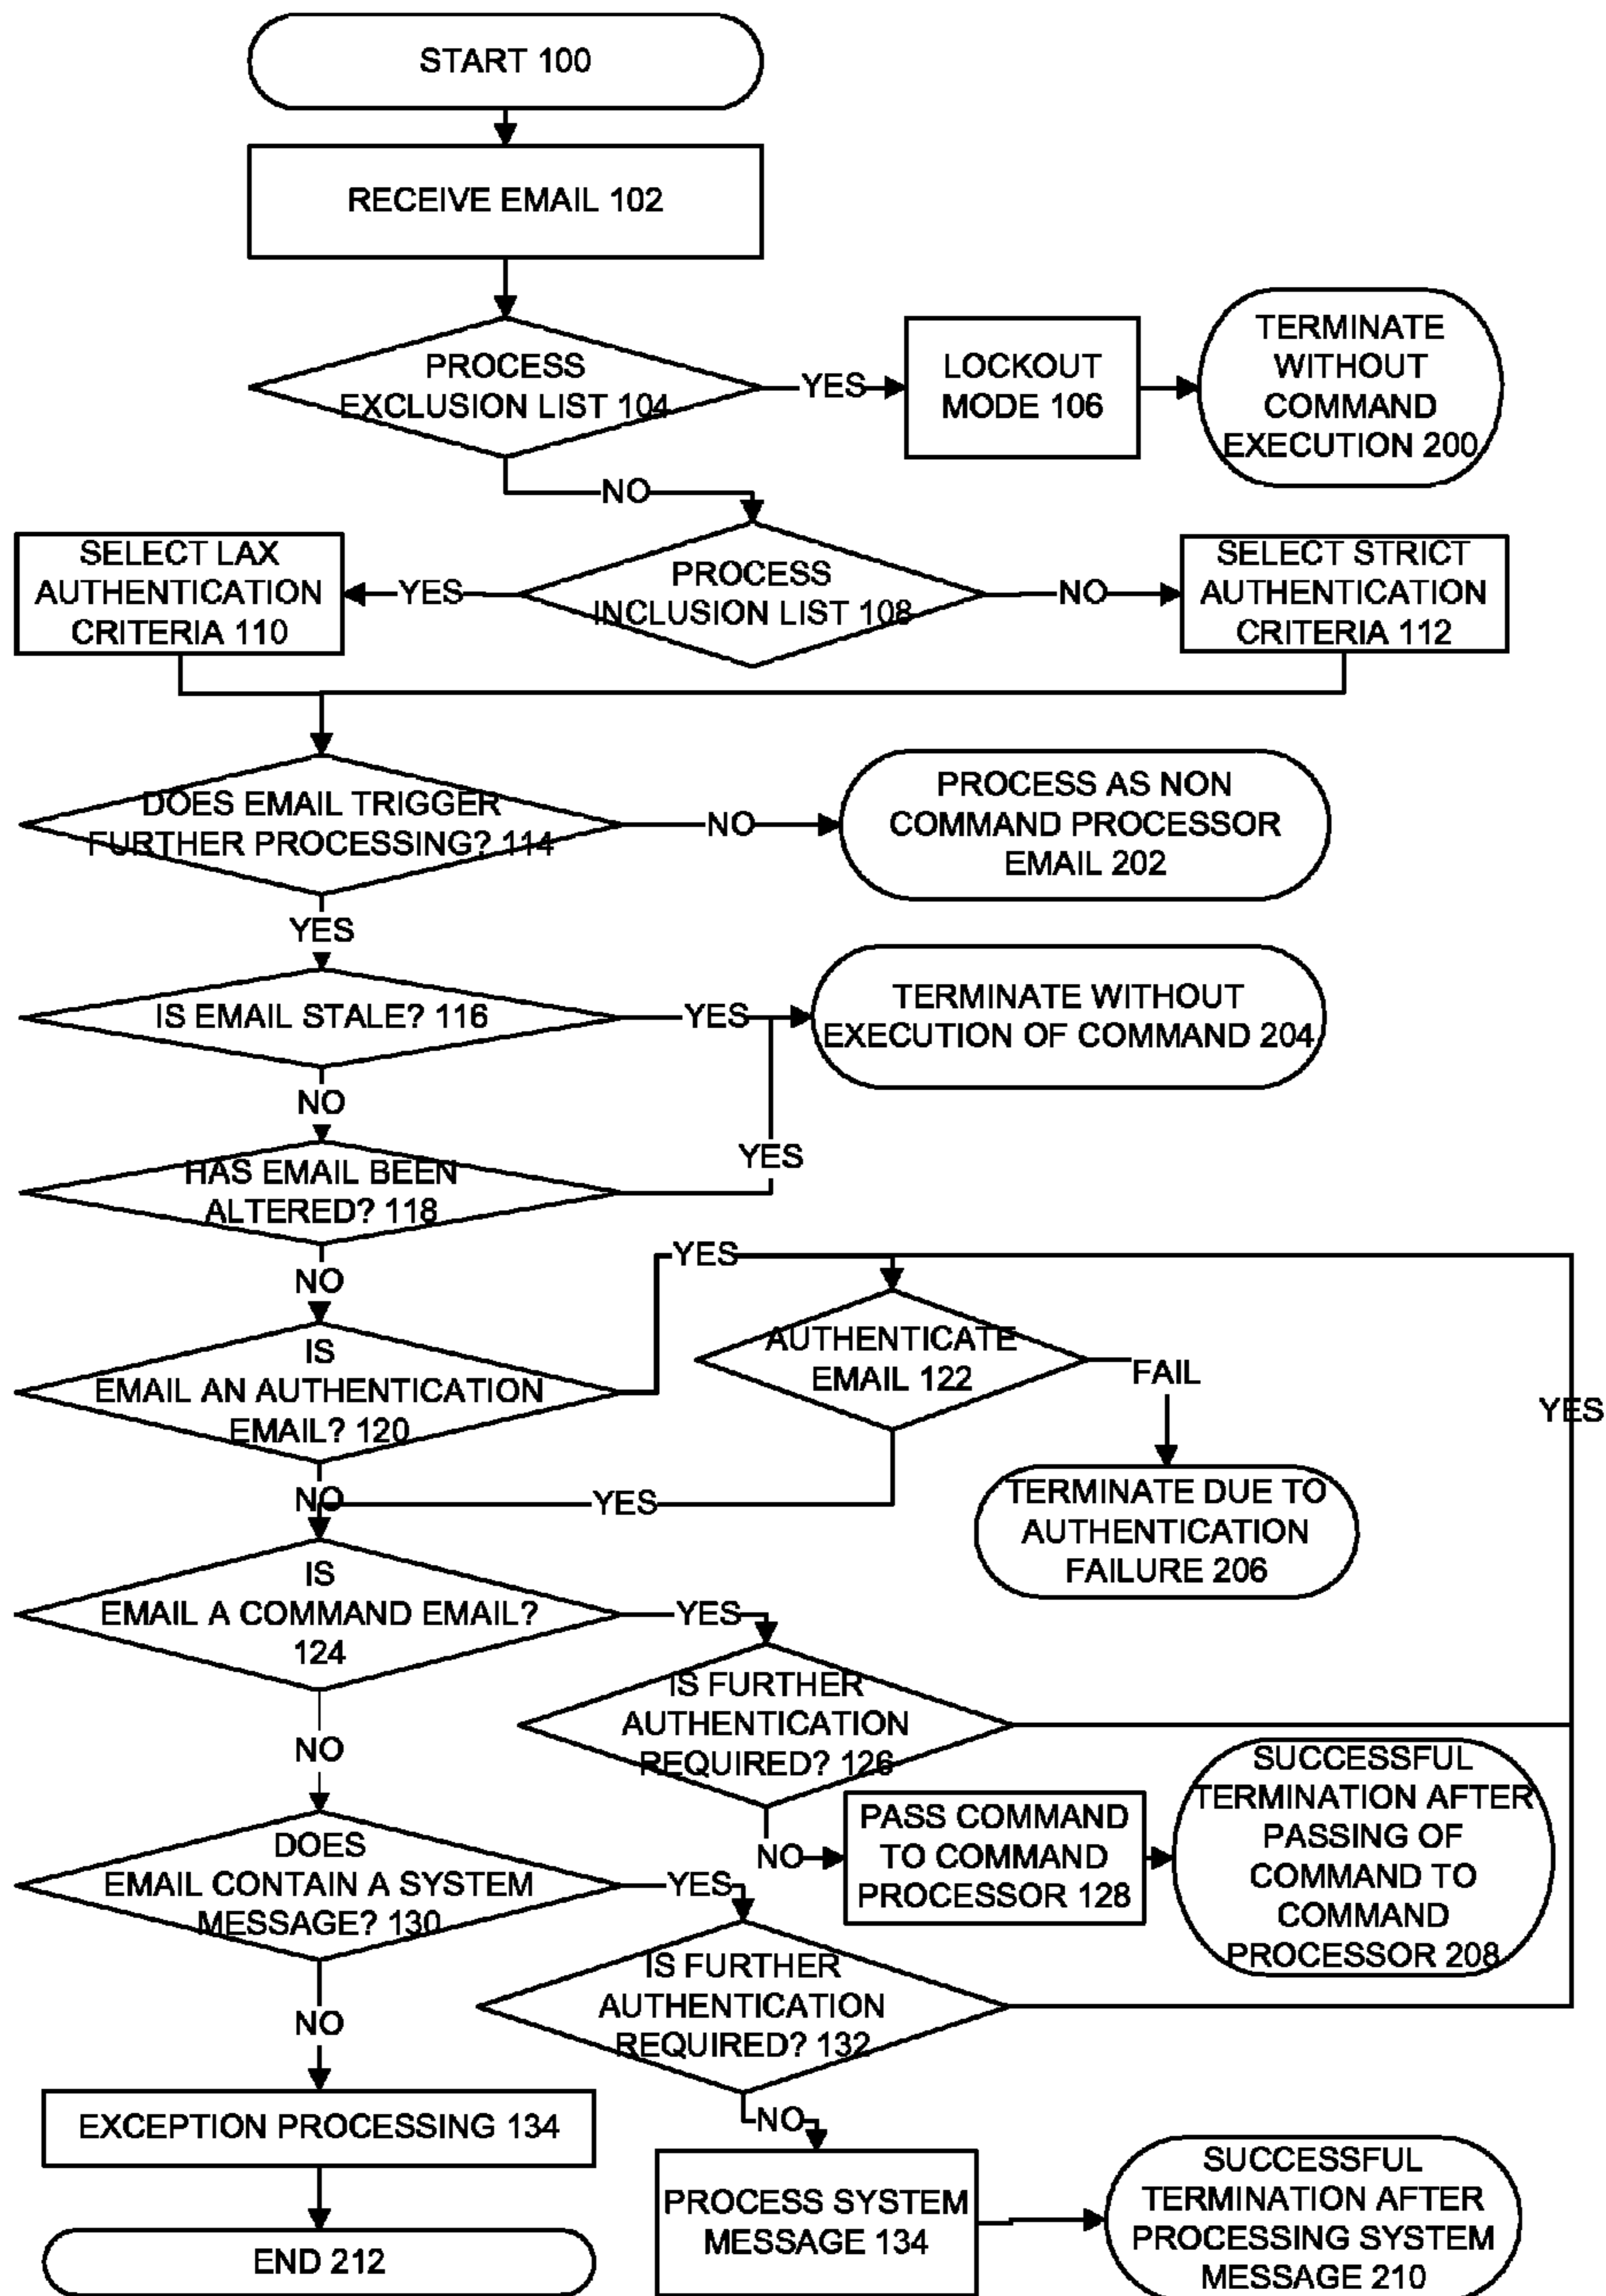 START 100
RECEIVE EMAIL 102
PROCESS
EXCLUSION LIST 104
YES
LOCKOUT
MODE 106
TERMINATE
WITHOUT
COMMAND
EXECUTION 200
NO
SELECT LAX
AUTHENTICATION
CRITERIA 110
YES
PROCESS
INCLUSION LIST 108
NO
SELECT STRICT
AUTHENTICATION
CRITERIA 112
DOES EMAIL TRIGGER
FURTHER PROCESSING? 114
NO
PROCESS AS NON
COMMAND PROCESSOR
EMAIL 202
YES
IS EMAIL STALE? 116
YES
TERMINATE WITHOUT
EXECUTION OF COMMAND 204
NO
YES
HAS EMAIL BEEN
ALTERED? 118
NO
YES
IS
EMAIL AN AUTHENTICATION
EMAIL? 120
AUTHENTICATE
EMAIL 122
FAIL
YES
NO
YES
TERMINATE DUE TO
AUTHENTICATION
FAILURE 206
IS
EMAIL A COMMAND EMAIL?
124
YES
IS FURTHER
AUTHENTICATION
REQUIRED? 126
NO
NO
PASS COMMAND
TO COMMAND
PROCESSOR 128
SUCCESSFUL
TERMINATION AFTER
PASSING OF
COMMAND TO
COMMAND
PROCESSOR 208
DOES
EMAIL CONTAIN A SYSTEM
MESSAGE? 130
YES
IS FURTHER
AUTHENTICATION
REQUIRED? 132
NO
NO
EXCEPTION PROCESSING 134
PROCESS SYSTEM
MESSAGE 134
SUCCESSFUL
TERMINATION AFTER
PROCESSING SYSTEM
MESSAGE 210
END 212